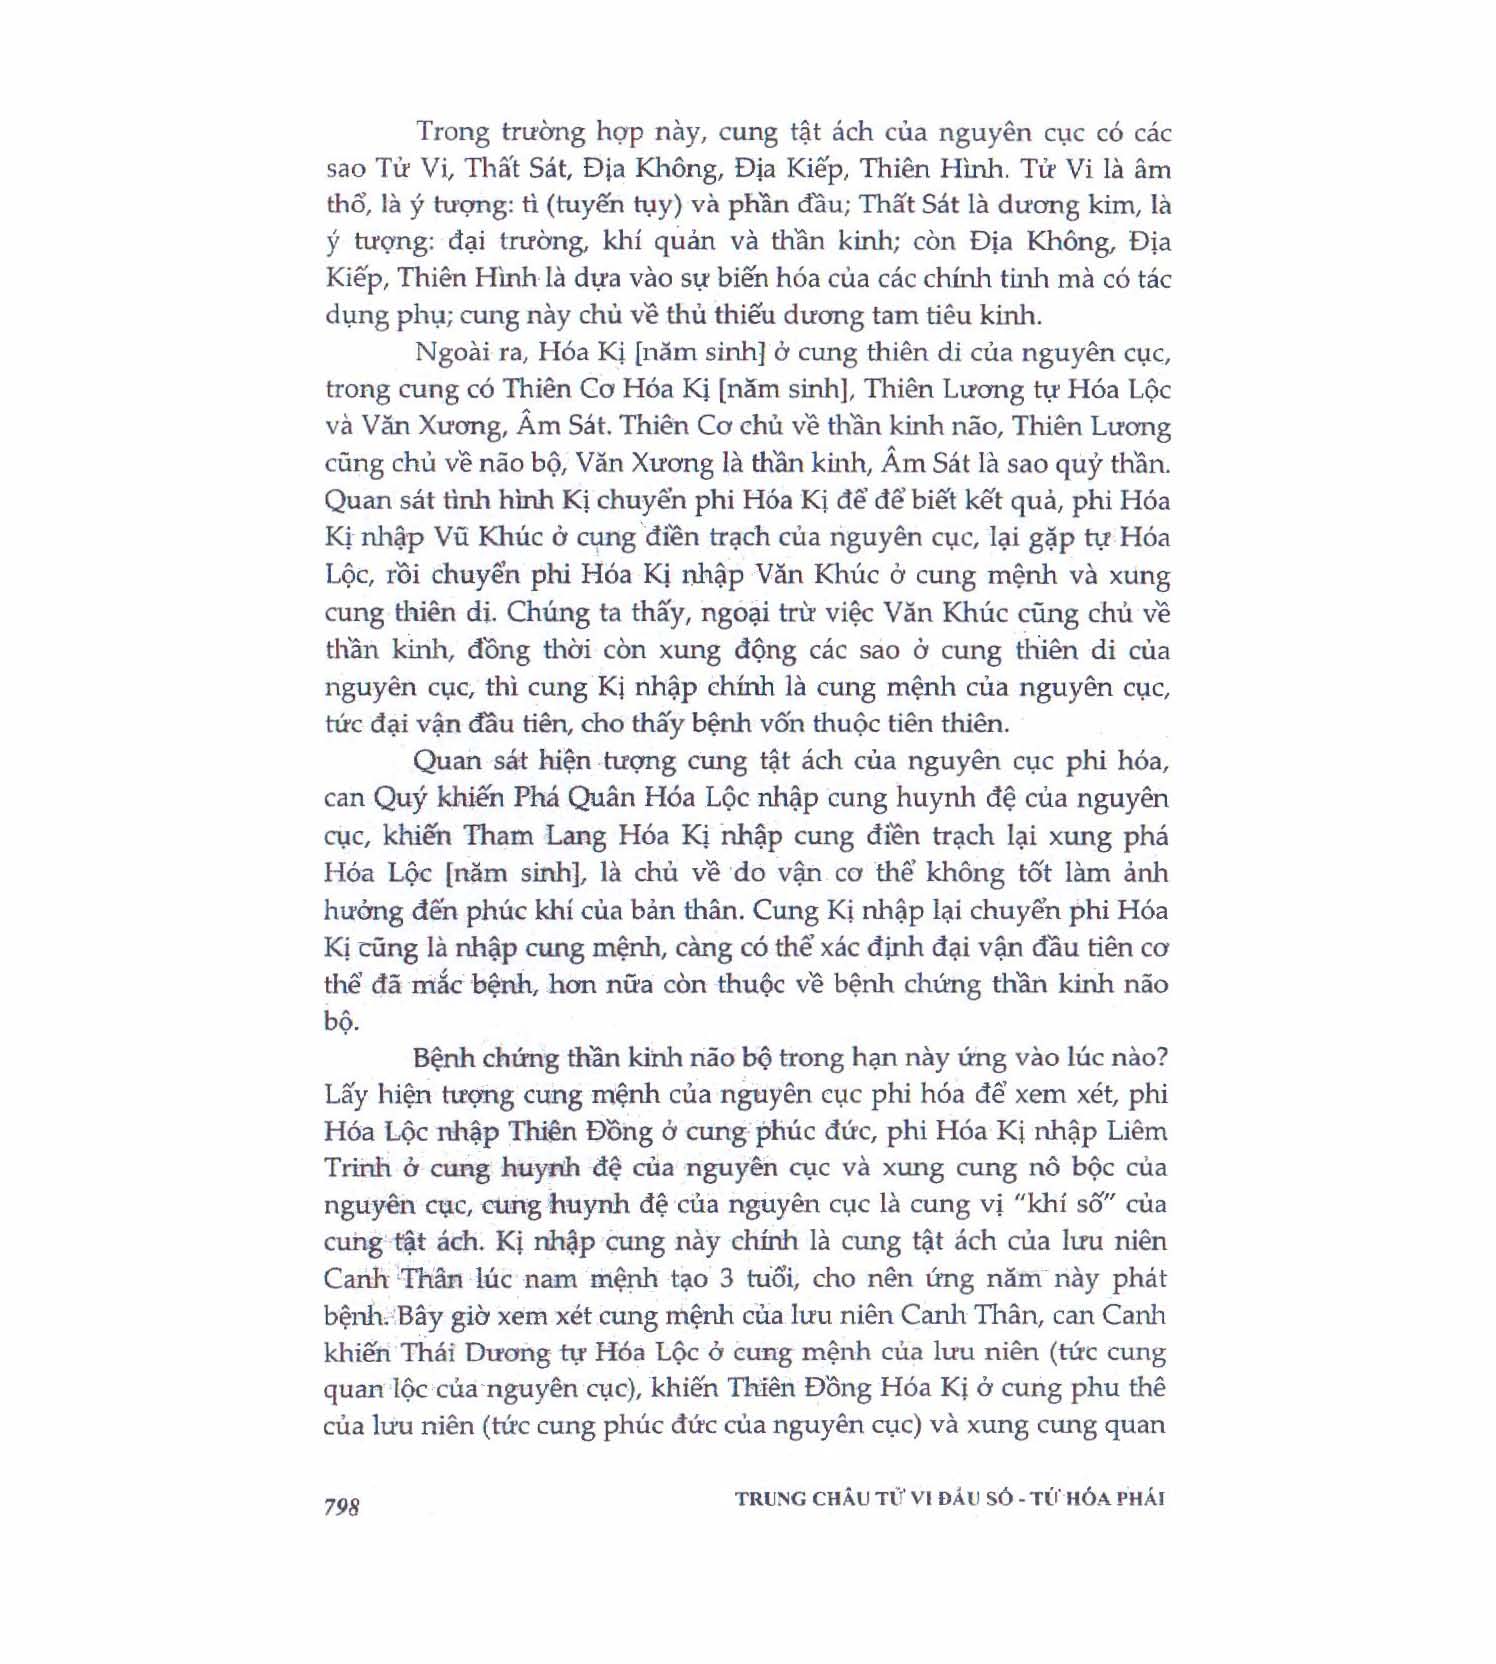 Trong trường hợp này, cung tật ách của nguyên cục có các
sao Tử Vi, Thất Sát, Địa Không, Địa Kiếp, Thiên Hình. Tử Vi là âm
thổ, là ý tượng: tì (tuyến tụy) và phần đầu; Thất Sát là dương kim, là
ý tượng: đại trường, khí quản và thần kinh; còn Địa Không, Địa
Kiếp, Thiên Hình là dựa vào sự biến hóa của các chính tinh mà có tác
dụng phụ; cung này chủ về thủ thiếu dương tam tiêu kinh.
Ngoài ra, Hóa Kị [năm sinh] ở cung thiên di của nguyên cục,
trong cung có Thiên Cơ Hóa Kị [năm sinh], Thiên Lương tự Hóa Lộc
và Văn Xương, Âm Sát. Thiên Cơ chủ về thần kinh não, Thiên Lương
cũng chủ về não bộ, Văn Xương là thần kinh, Âm Sát là sao quỷ thần.
Quan sát tình hình Kị chuyển phi Hóa Kị để để biết kết quả, phi Hóa
Kị nhập Vũ Khúc ở cung điền trạch của nguyên cục, lại gặp tự Hóa
Lộc, rồi chuyển phi Hóa Kị nhập Văn Khúc ở cung mệnh và xung
cung thiên di. Chúng ta thấy, ngoại trừ việc Văn Khúc cũng chủ về
thần kinh, đồng thời còn xung động các sao ở cung thiên di của
nguyên cục, thì cung Kị nhập chính là cung mệnh của nguyên cục,
tức đại vận đầu tiên, cho thấy bệnh vốn thuộc tiên thiên.
Quan sát hiện tượng cung tật ách của nguyên cục phi hóa,
can Quý khiến Phá Quân Hóa Lộc nhập cung huynh đệ của nguyên
cục, khiến Tham Lang Hóa Kị nhập cung điền trạch lại xung phá
Hóa Lộc [năm sinh], là chủ về do vận cơ thể không tốt làm ảnh
hưởng đến phúc khí của bản thân. Cung Kị nhập lại chuyển phi Hóa
Kị cũng là nhập cung mệnh, càng có thể xác định đại vận đầu tiên cơ
thể đã mắc bệnh, hơn nữa còn thuộc về bệnh chứng thần kinh não
bộ.
Bệnh chứng thần kinh não bộ trong hạn này ứng vào lúc nào?
Lấy hiện tượng cung mệnh của nguyên cục phi hóa để xem xét, phi
Hóa Lộc nhập Thiên Đồng ở cung phúc đức, phi Hóa Kị nhập Liêm
Trinh ở cung huynh đệ của nguyên cục và xung cung nô bộc của
nguyên cục, cung huynh đệ của nguyên cục là cung vị "khí số" của
cung tật ách. Kị nhập cung này chính là cung tật ách của lưu niên
Canh Thân lúc nam mệnh tạo 3 tuổi, cho nên ứng năm này phát
bệnh. Bây giờ xem xét cung mệnh của lưu niên Canh Thân, can Canh
khiến Thái Dương tự Hóa Lộc ở cung mệnh của lưu niên (tức cung
quan lộc của nguyên cục), khiến Thiên Đồng Hóa Kị ở cung phu thê
của lưu niên (tức cung phúc đức của nguyên cục) và xung cung quan
798
TRUNG CHÂU TỬ VI ĐẨU SỐ - TỨ HÓA PHÁI